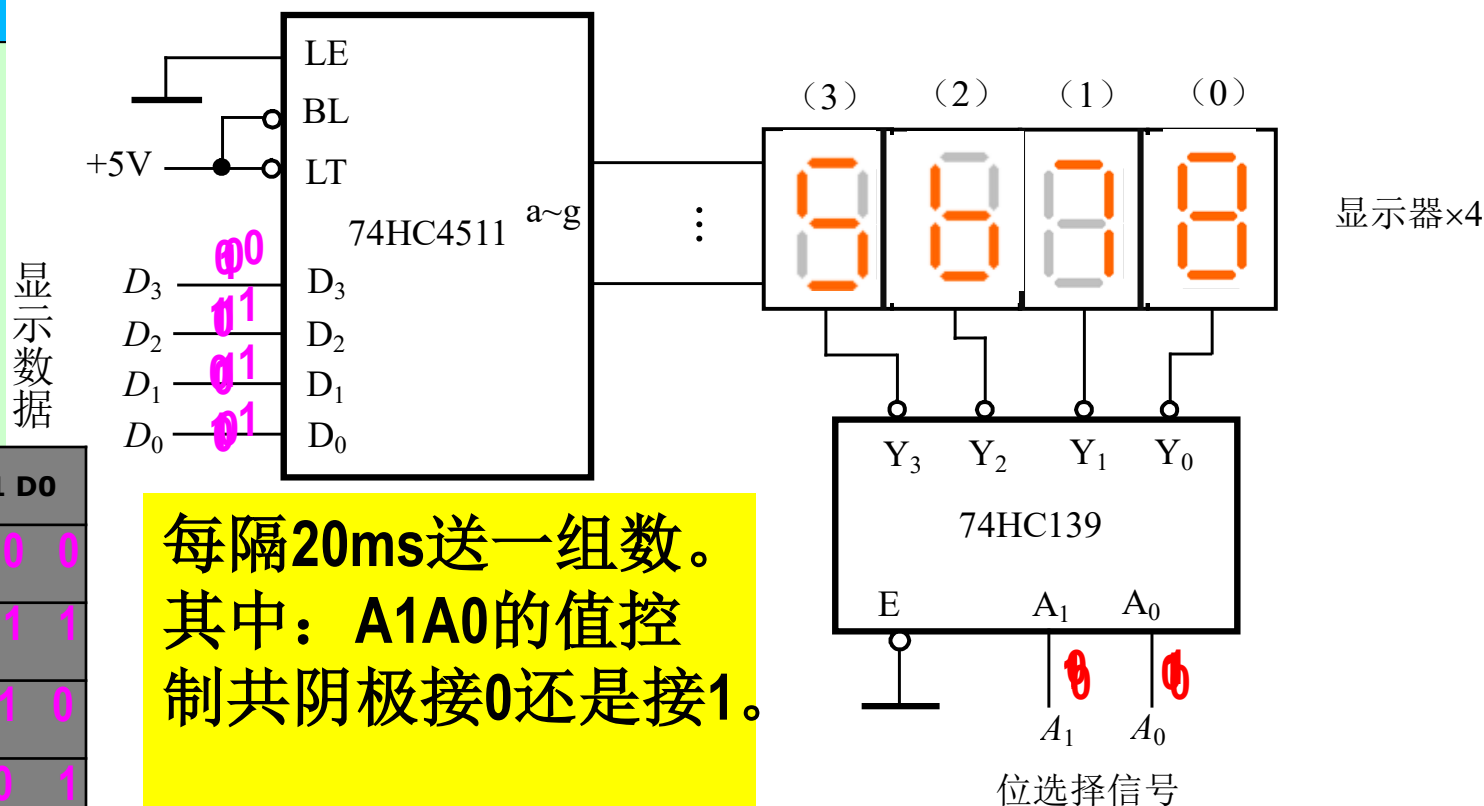 LE
BL
+5V
LT
74HC4511
a~g
D3
D3
D2
D2
D1
D1
D0
D0
显示数据
（3）
（2）
（1）
（0）
显示器×4
Y3 Y2 Y1 Y0
74HC139
E A1 A0
A1 A0
位选择信号
D0
0 0
1 1
1 0
0 1
每隔20ms送一组数。
其中：A1A0的值控
制共阴极接0还是接1。